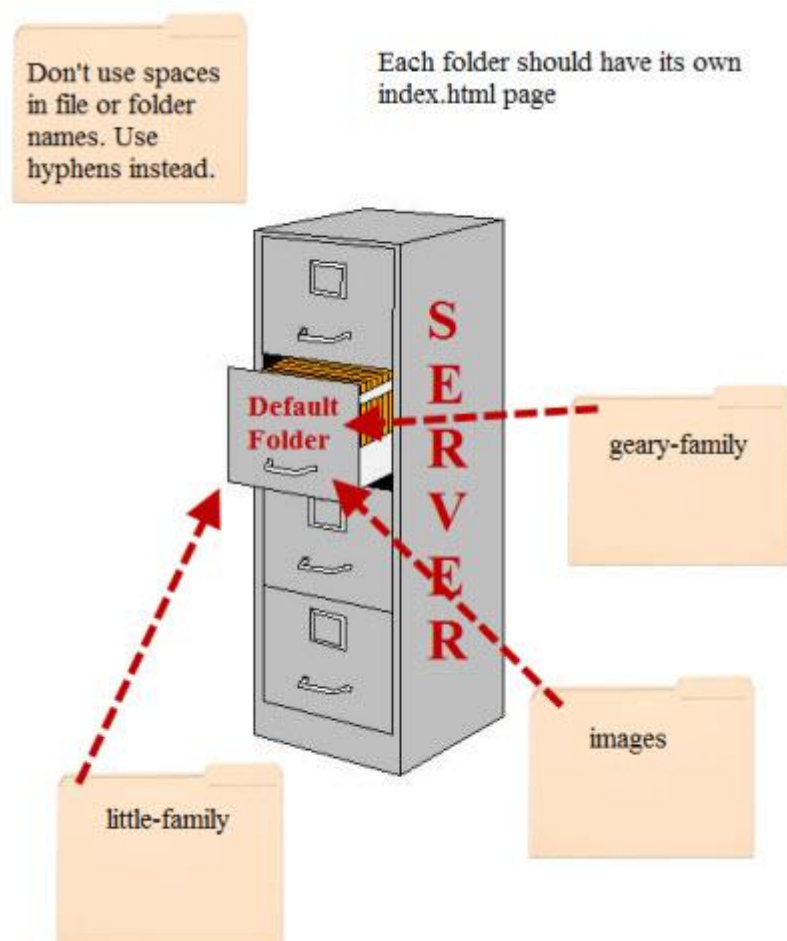 Don't use spaces
in file or folder
names. Use
hyphens instead.
Each folder should have its own
index.html page
SERVER
Default
Folder
geary-family
images
little-family